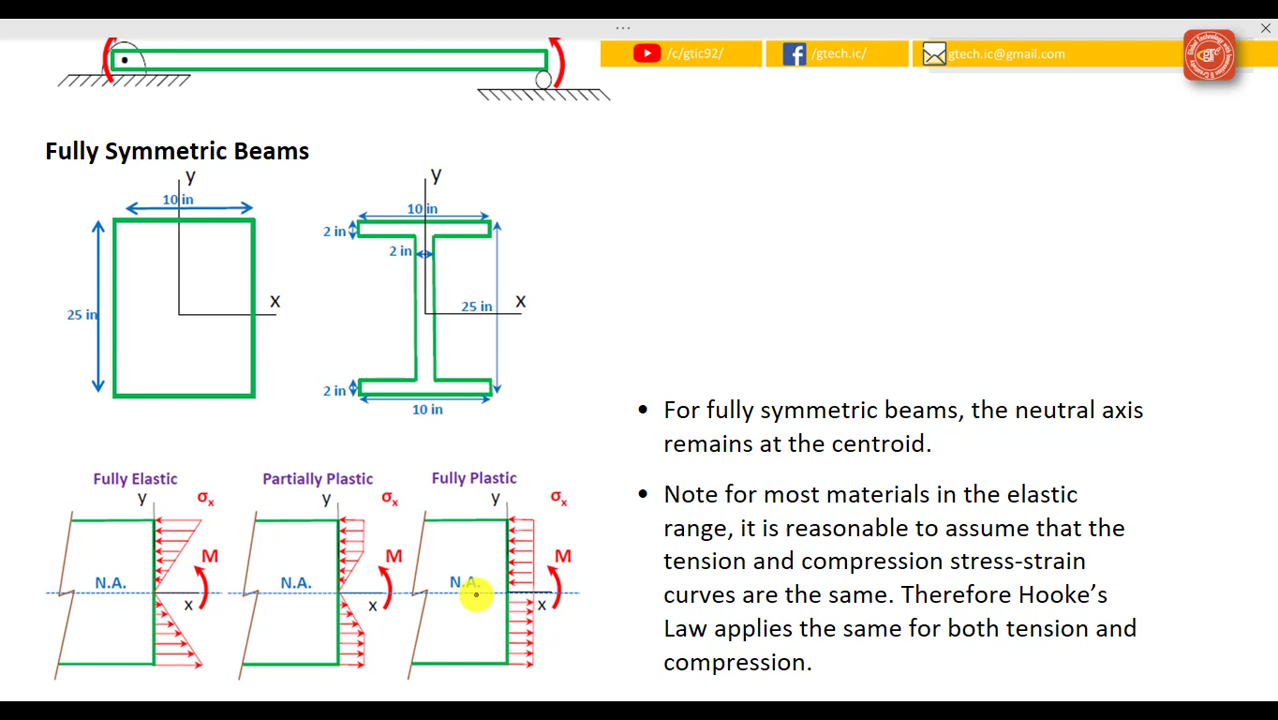 /c/gtic92/
/gtech.ic/
gtech.ic@gmail.com
Fully Symmetric Beams
y
10 in
25 in
x
y
10 in
2 in
2 in
25 in
x
2 in
10 in
Fully Elastic
y
σx
M
N.A.
x
Partially Plastic
y
σx
M
N.A.
x
Fully Plastic
y
σx
M
N.A.
x
• For fully symmetric beams, the neutral axis
remains at the centroid.
• Note for most materials in the elastic
range, it is reasonable to assume that the
tension and compression stress-strain
curves are the same. Therefore Hooke’s
Law applies the same for both tension and
compression.